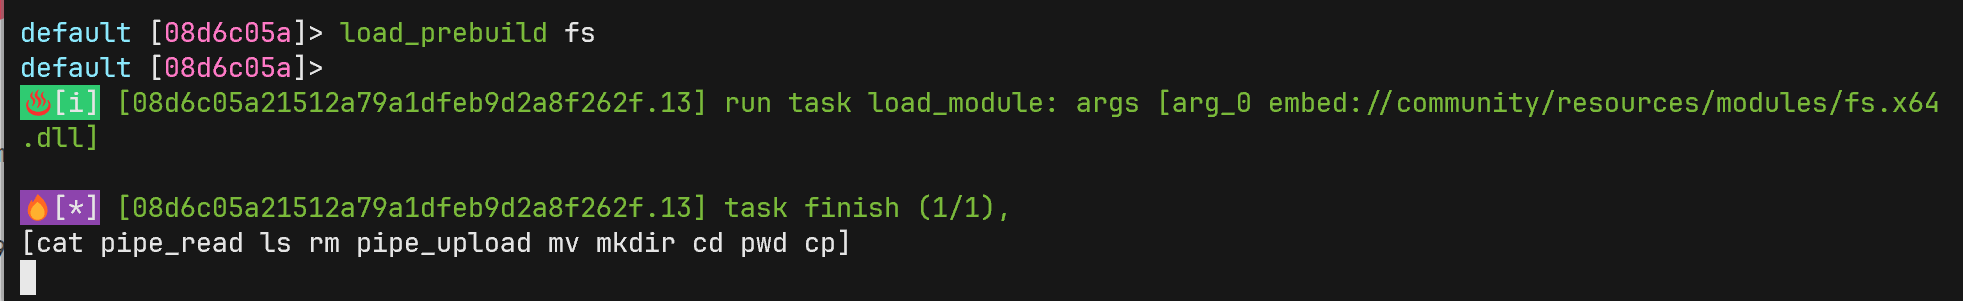 default [08d6c05a]> load_prebuild fs
default [08d6c05a]>
♨[i] [08d6c05a21512a79a1dfeb9d2a8f262f.13] run task load_module: args [arg_0 embed://community/resources/modules/fs.x64
.dll]
🔥[*] [08d6c05a21512a79a1dfeb9d2a8f262f.13] task finish (1/1),
[cat pipe_read ls rm pipe_upload mv mkdir cd pwd cp]